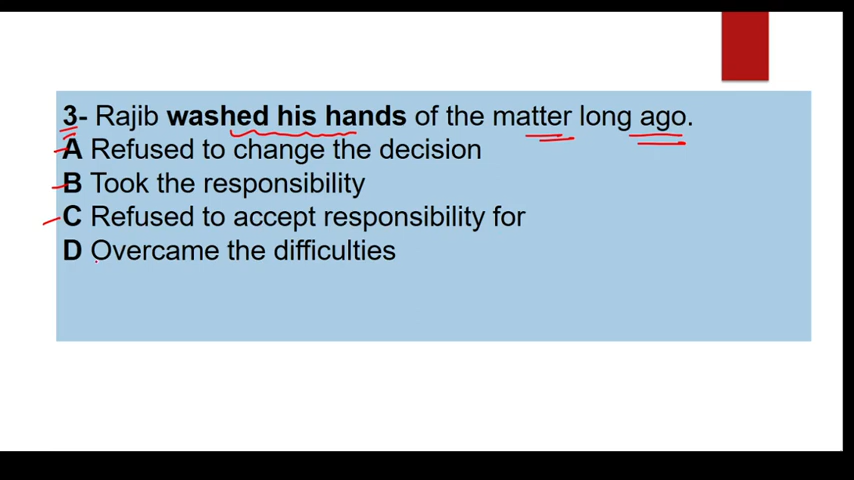 3- Rajib washed his hands of the matter long ago.
A Refused to change the decision
B Took the responsibility
C Refused to accept responsibility for
D Overcame the difficulties